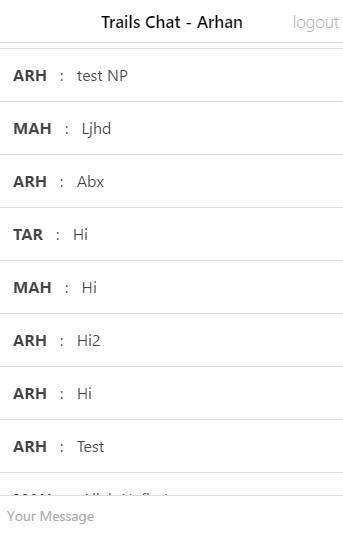 Trails Chat - Arhan logout
ARH : test NP
MAH : Ljhd
ARH : Abx
TAR : Hi
MAH : Hi
ARH : Hi2
ARH : Hi
ARH : Test
Your Message